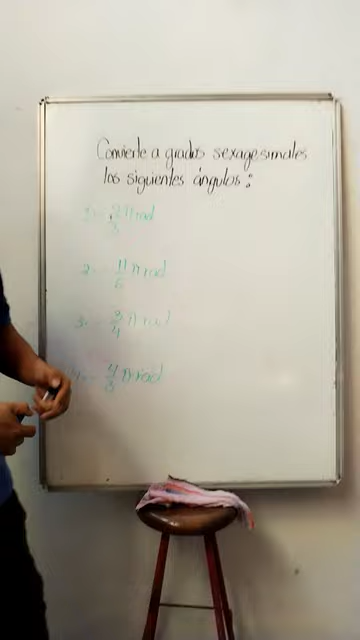 Convierte a grados sexagesimales
los siguientes ángulos:
1.- 2/3 π rad
2.- 11/6 π rad
3.- 3/4 π rad
4.- 4/3 π rad